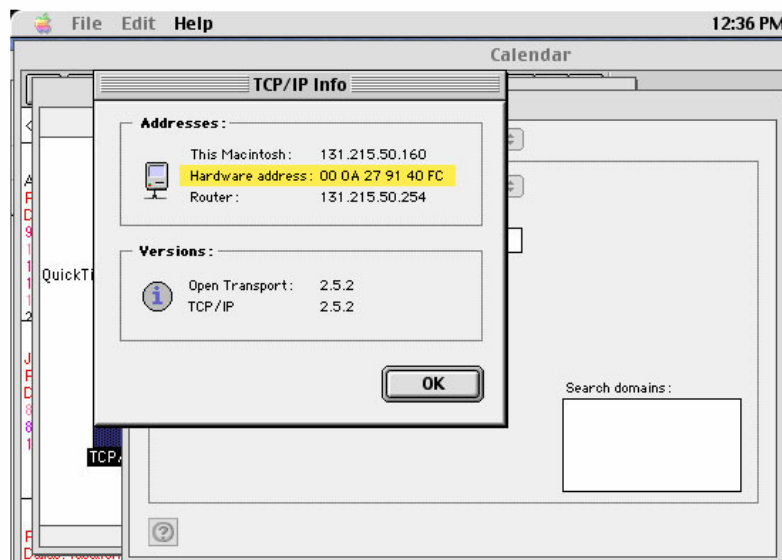 File Edit Help 12:36 PM
Calendar
TCP/IP Info
Addresses:
This Macintosh: 131.215.50.160
Hardware address: 00 0A 27 91 40 FC
Router: 131.215.50.254
Versions:
QuickTi
Open Transport: 2.5.2
TCP/IP 2.5.2
OK
Search domains:
TCP/